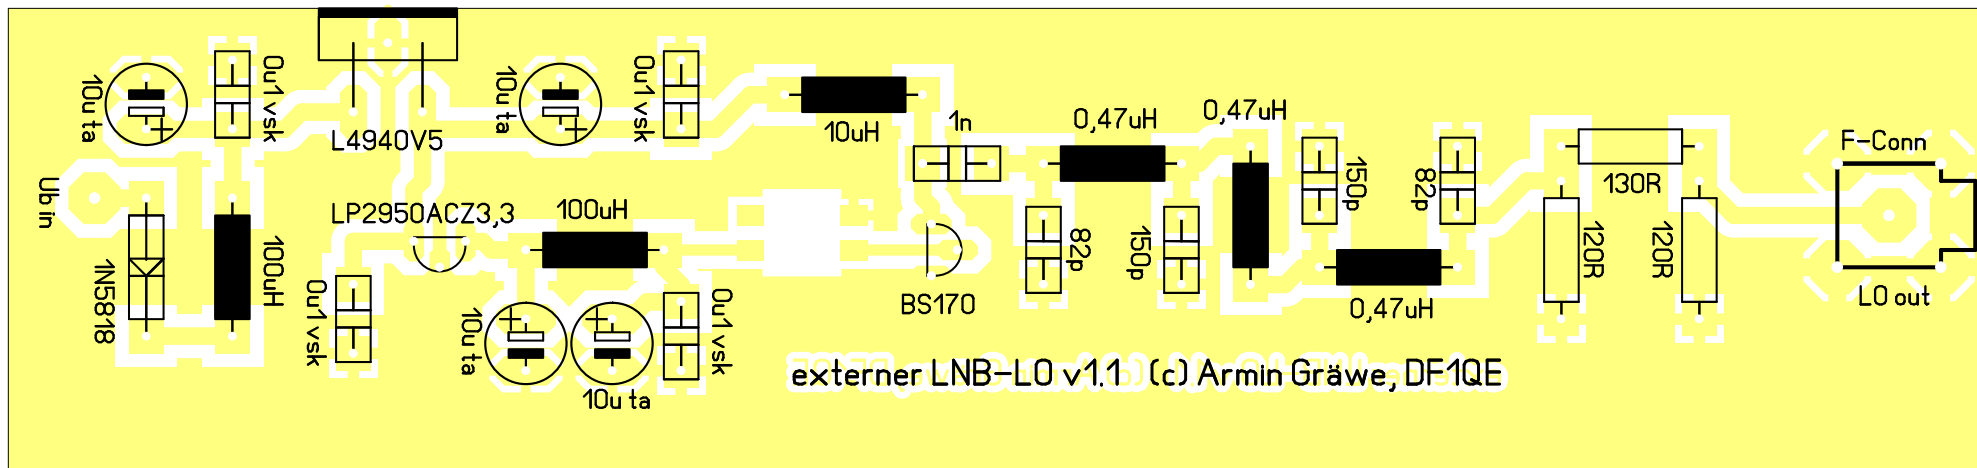 10u ta
0u1 vsk
L4940V5
10u ta
0u1 vsk
10uH
1n
0,47uH
0,47uH
150p
82p
130R
F-Conn
Ub in
1N5818
100uH
LP2950ACZ3,3
100uH
0u1 vsk
10u ta
10u ta
0u1 vsk
BS170
82p
150p
0,47uH
120R
120R
LO out
externer LNB-LO v1.1 (c) Armin Gräwe, DF1QE